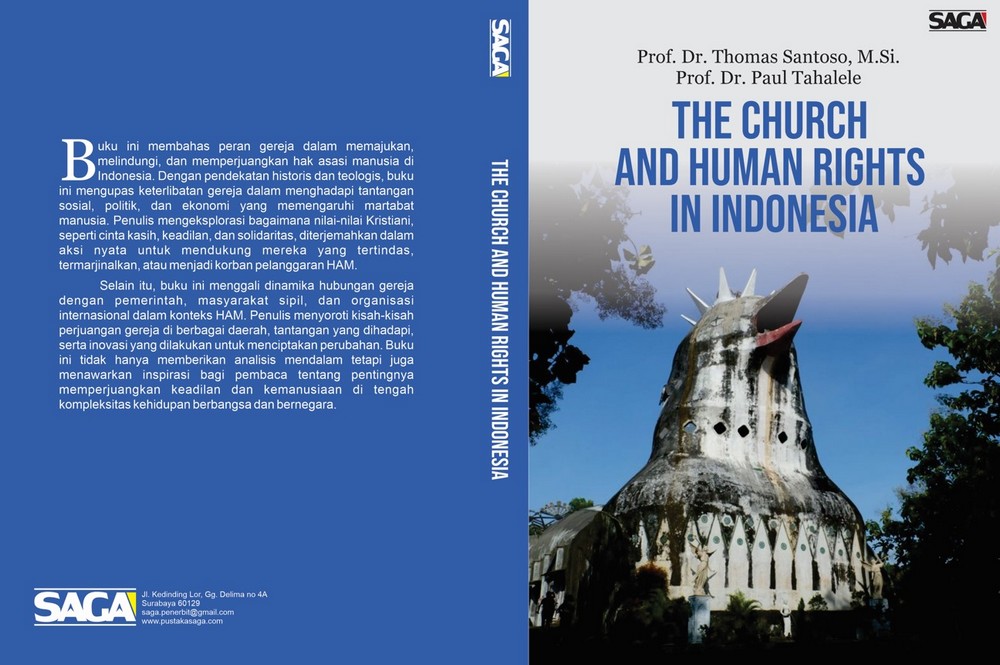 Buku ini membahas peran gereja dalam memajukan,
melindungi, dan memperjuangkan hak asasi manusia di
Indonesia. Dengan pendekatan historis dan teologis, buku
ini mengupas keterlibatan gereja dalam menghadapi tantangan
sosial, politik, dan ekonomi yang memengaruhi martabat
manusia. Penulis mengeksplorasi bagaimana nilai-nilai Kristiani,
seperti cinta kasih, keadilan, dan solidaritas, diterjemahkan dalam
aksi nyata untuk mendukung mereka yang tertindas,
termarjinalkan, atau menjadi korban pelanggaran HAM.
Selain itu, buku ini menggali dinamika hubungan gereja
dengan pemerintah, masyarakat sipil, dan organisasi
internasional dalam konteks HAM. Penulis menyoroti kisah-kisah
perjuangan gereja di berbagai daerah, tantangan yang dihadapi,
serta inovasi yang dilakukan untuk menciptakan perubahan. Buku
ini tidak hanya memberikan analisis mendalam tetapi juga
menawarkan inspirasi bagi pembaca tentang pentingnya
memperjuangkan keadilan dan kemanusiaan di tengah
kompleksitas kehidupan berbangsa dan bernegara.
SAGA
Jl. Kedinding Lor, Gg. Delima no 4A
Surabaya 60129
saga.penerbit@gmail.com
www.pustakasaga.com
SAGA
THE CHURCH AND HUMAN RIGHTS IN INDONESIA
SAGA
Prof. Dr. Thomas Santoso, M.Si.
Prof. Dr. Paul Tahalele
THE CHURCH
AND HUMAN RIGHTS
IN INDONESIA